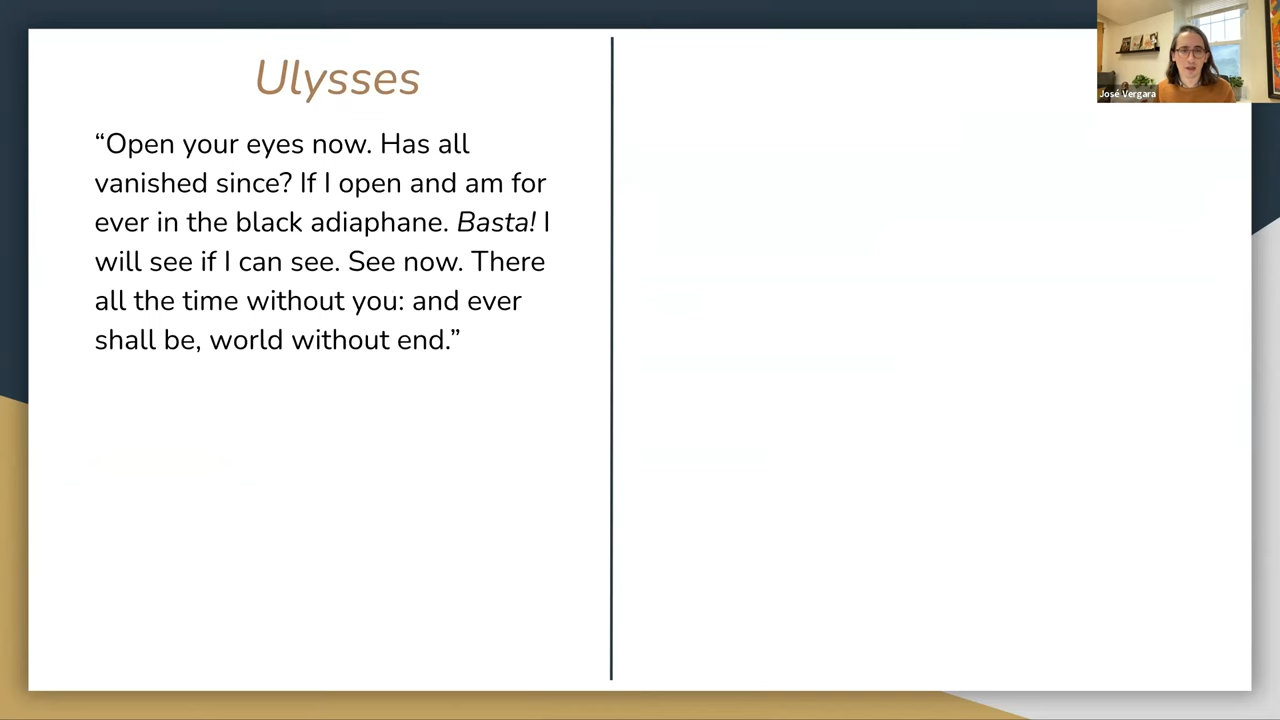 Ulysses
“Open your eyes now. Has all
vanished since? If I open and am for
ever in the black adiaphane. Basta! I
will see if I can see. See now. There
all the time without you: and ever
shall be, world without end.”
José Vergara